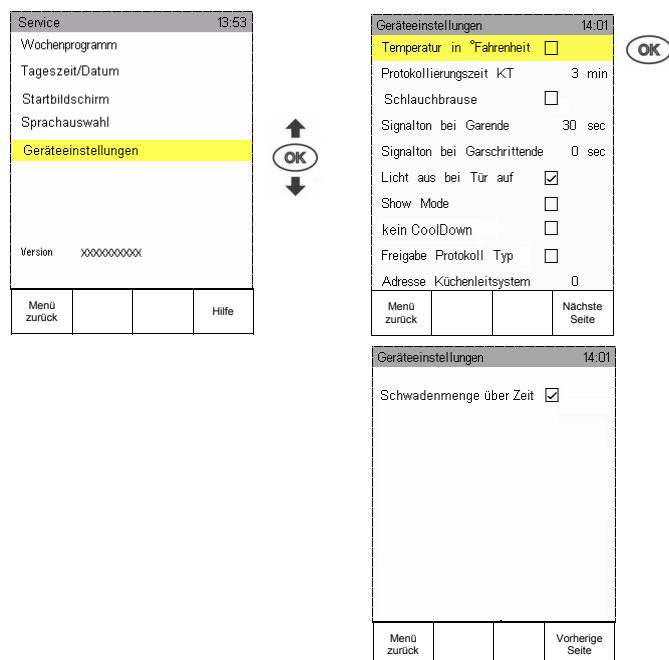 Service 13:53
Wochenprogramm
Tageszeit/Datum
Startbildschirm
Sprachauswahl
Geräteeinstellungen
Version XXXXXXXXXX
Menü zurück
Hilfe
OK
Geräteeinstellungen 14:01
Temperatur in °Fahrenheit
Protokollierungszeit KT 3 min
Schlauchbrause
Signalton bei Garende 30 sec
Signalton bei Garschrittende 0 sec
Licht aus bei Tür auf
Show Mode
kein CoolDown
Freigabe Protokoll Typ
Adresse Küchenleitsystem 0
Menü zurück
Nächste Seite
OK
Geräteeinstellungen 14:01
Schwadenmenge über Zeit
Menü zurück
Vorherige Seite